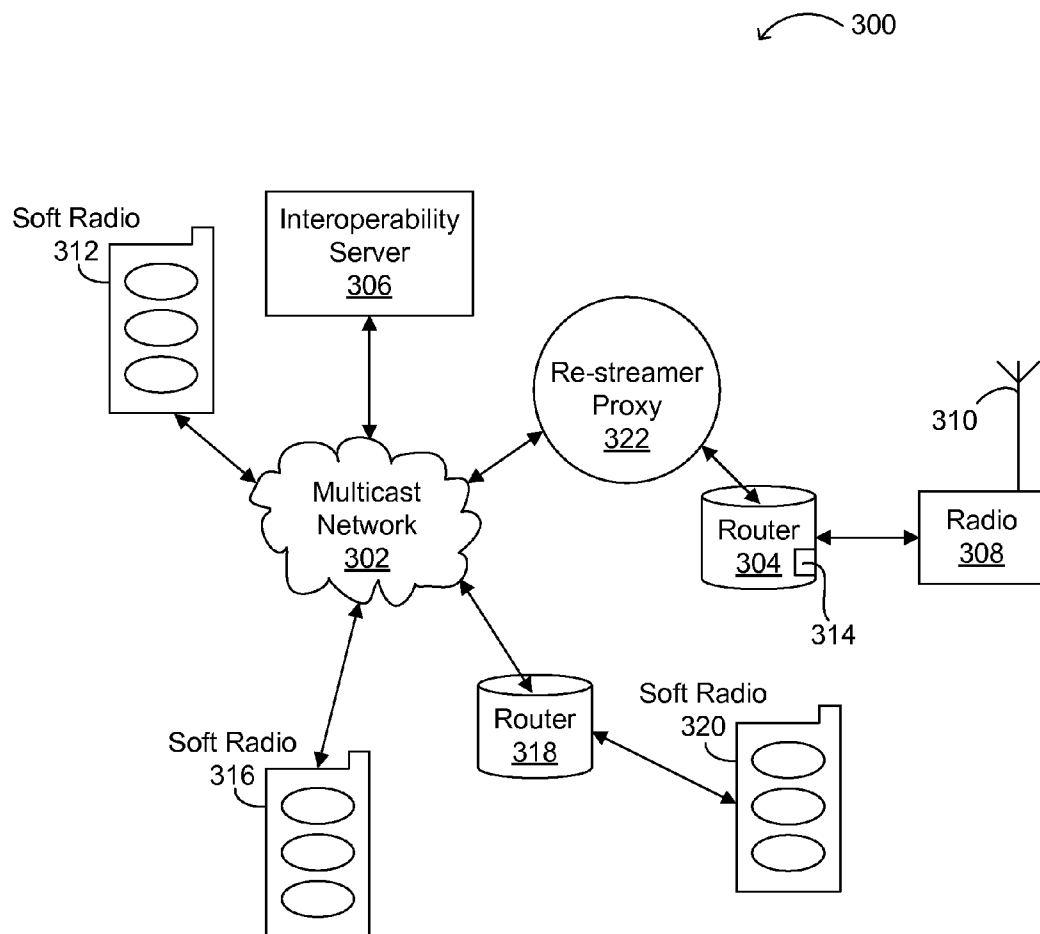 300
Soft Radio
312
Interoperability
Server
306
Re-streamer
Proxy
322
310
Multicast
Network
302
Router
304
Radio
308
314
Router
318
Soft Radio
320
Soft Radio
316